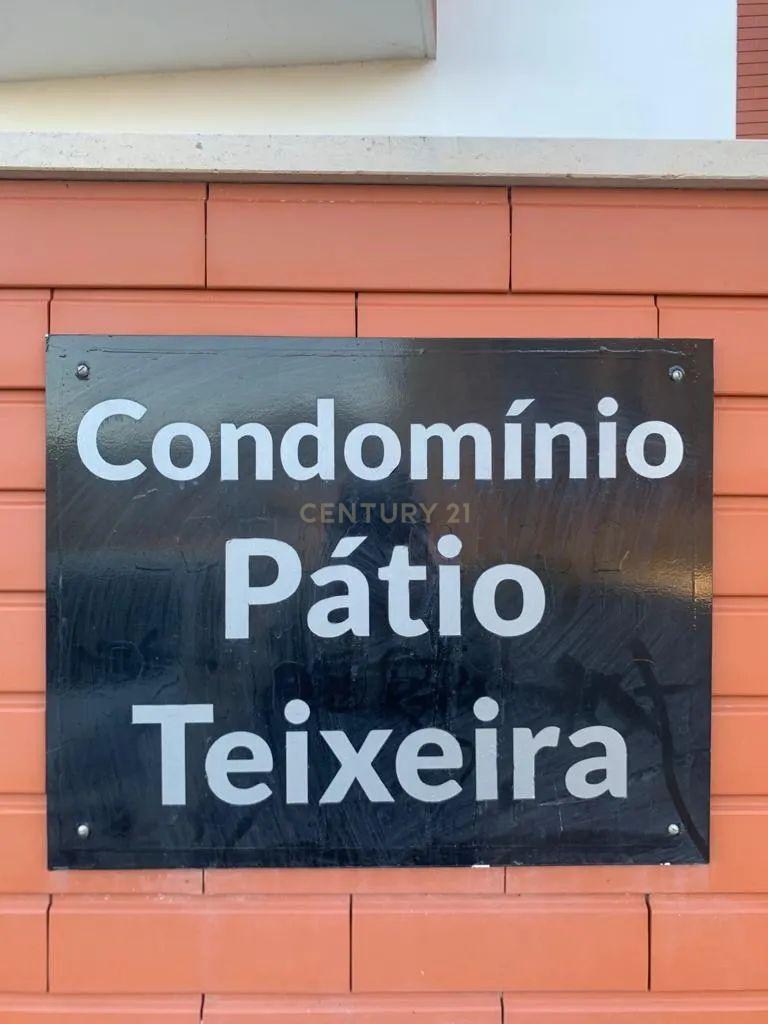 Condomínio
CENTURY 21
Pátio
Teixeira